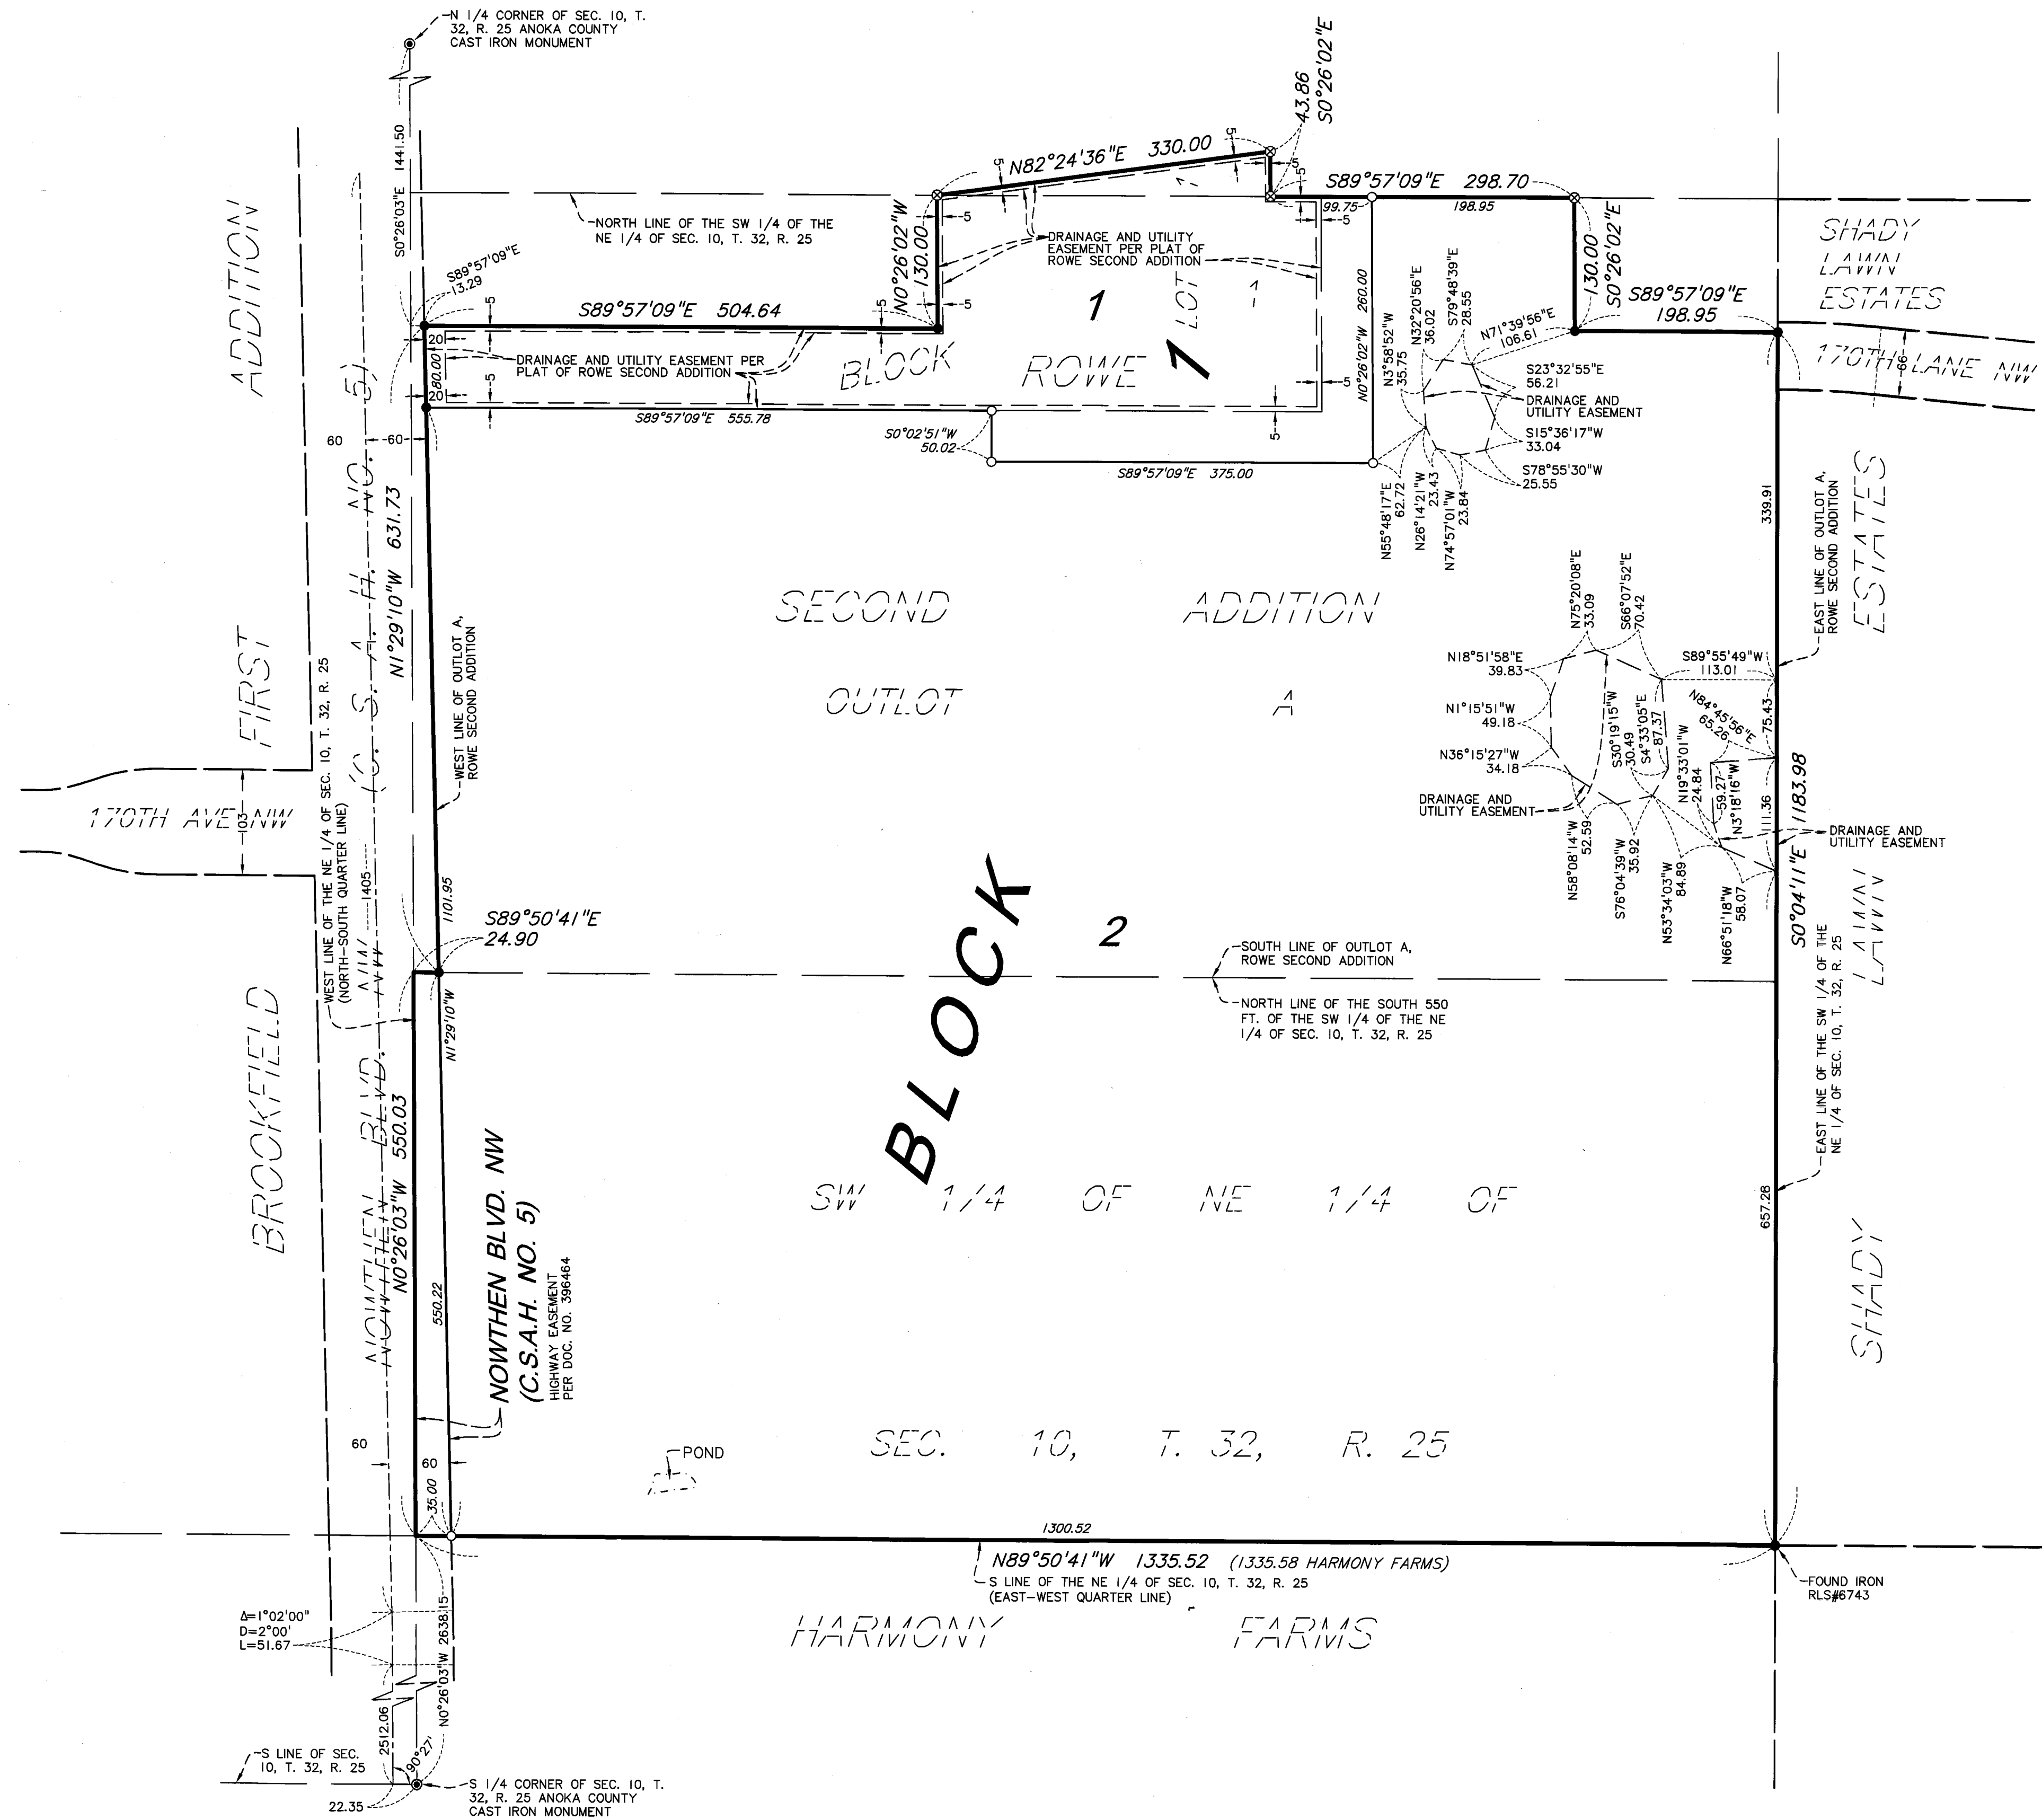 N 1/4 CORNER OF SEC. 10, T.
32, R. 25 ANOKA COUNTY
CAST IRON MONUMENT
S0°26'03"E 1441.50
43.86
S0°26'02"E
N82°24'36"E 330.00
5
5
5
5
S89°57'09"E 298.70
99.75
198.95
NORTH LINE OF THE SW 1/4 OF THE
NE 1/4 OF SEC. 10, T. 32, R. 25
N0°26'02"W
130.00
5
5
5
DRAINAGE AND UTILITY
EASEMENT PER PLAT OF
ROWE SECOND ADDITION
130.00
S0°26'02"E
SHADY
LAWN
ESTATES
S89°57'09"E
13.29
S89°57'09"E 504.64
5
5
20
20
80.00
5
DRAINAGE AND UTILITY EASEMENT PER
PLAT OF ROWE SECOND ADDITION
BLOCK
1
ROWE
1
LOT
1
1
N0°26'02"W 260.00
5
5
S89°57'09"E
198.95
170TH LANE NW
66
N3°58'52"W
35.75
N32°20'56"E
36.02
S79°48'39"E
28.55
N71°39'56"E
106.61
S23°32'55"E
56.21
DRAINAGE AND
UTILITY EASEMENT
S15°36'17"W
33.04
S78°55'30"W
25.55
N55°48'17"E
62.72
N26°14'21"W
23.43
N74°57'01"W
23.84
S89°57'09"E 555.78
S0°02'51"W
50.02
S89°57'09"E 375.00
60
60
ADDITION
FIRST
BROOKFIELD
170TH AVE NW
103
N1°29'10"W 631.73
WEST LINE OF OUTLOT A,
ROWE SECOND ADDITION
WEST LINE OF THE NE 1/4 OF SEC. 10, T. 32, R. 25
(NORTH-SOUTH QUARTER LINE)
NOWTHEN BLVD. NW (C. S. A. H. NO. 5)
1405
1101.95
SECOND ADDITION
OUTLOT A
339.91
EAST LINE OF OUTLOT A,
ROWE SECOND ADDITION
ESTATES
N75°20'08"E
33.09
S66°07'52"E
70.42
N18°51'58"E
39.83
N1°15'51"W
49.18
N36°15'27"W
34.18
DRAINAGE AND
UTILITY EASEMENT
S89°55'49"W
113.01
S30°19'15"W
30.49
S4°33'05"E
87.37
N84°45'56"E
65.26
75.43
N19°33'01"W
24.84
59.27
N3°18'16"W
111.36
N58°08'14"W
52.59
S76°04'39"W
35.92
N53°34'03"W
84.89
N66°51'18"W
58.07
DRAINAGE AND
UTILITY EASEMENT
S0°04'11"E 1183.98
LAWN
S89°50'41"E
24.90
BLOCK
2
SOUTH LINE OF OUTLOT A,
ROWE SECOND ADDITION
NORTH LINE OF THE SOUTH 550
FT. OF THE SW 1/4 OF THE NE
1/4 OF SEC. 10, T. 32, R. 25
N1°29'10"W
EAST LINE OF THE SW 1/4 OF THE
NE 1/4 OF SEC. 10, T. 32, R. 25
N0°26'03"W 550.03
550.22
NOWTHEN BLVD. NW
(C.S.A.H. NO. 5)
HIGHWAY EASEMENT
PER DOC. NO. 396464
SW 1/4 OF NE 1/4 OF
657.28
SHADY
SEC. 10, T. 32, R. 25
60
60
35.00
POND
1300.52
N89°50'41"W 1335.52 (1335.58 HARMONY FARMS)
S LINE OF THE NE 1/4 OF SEC. 10, T. 32, R. 25
(EAST-WEST QUARTER LINE)
FOUND IRON
RLS#6743
HARMONY FARMS
Δ=1°02'00"
D=2°00'
L=51.67
N0°26'03"W 2638.15
2512.06
90°27'
S LINE OF SEC.
10, T. 32, R. 25
22.35
S 1/4 CORNER OF SEC. 10, T.
32, R. 25 ANOKA COUNTY
CAST IRON MONUMENT